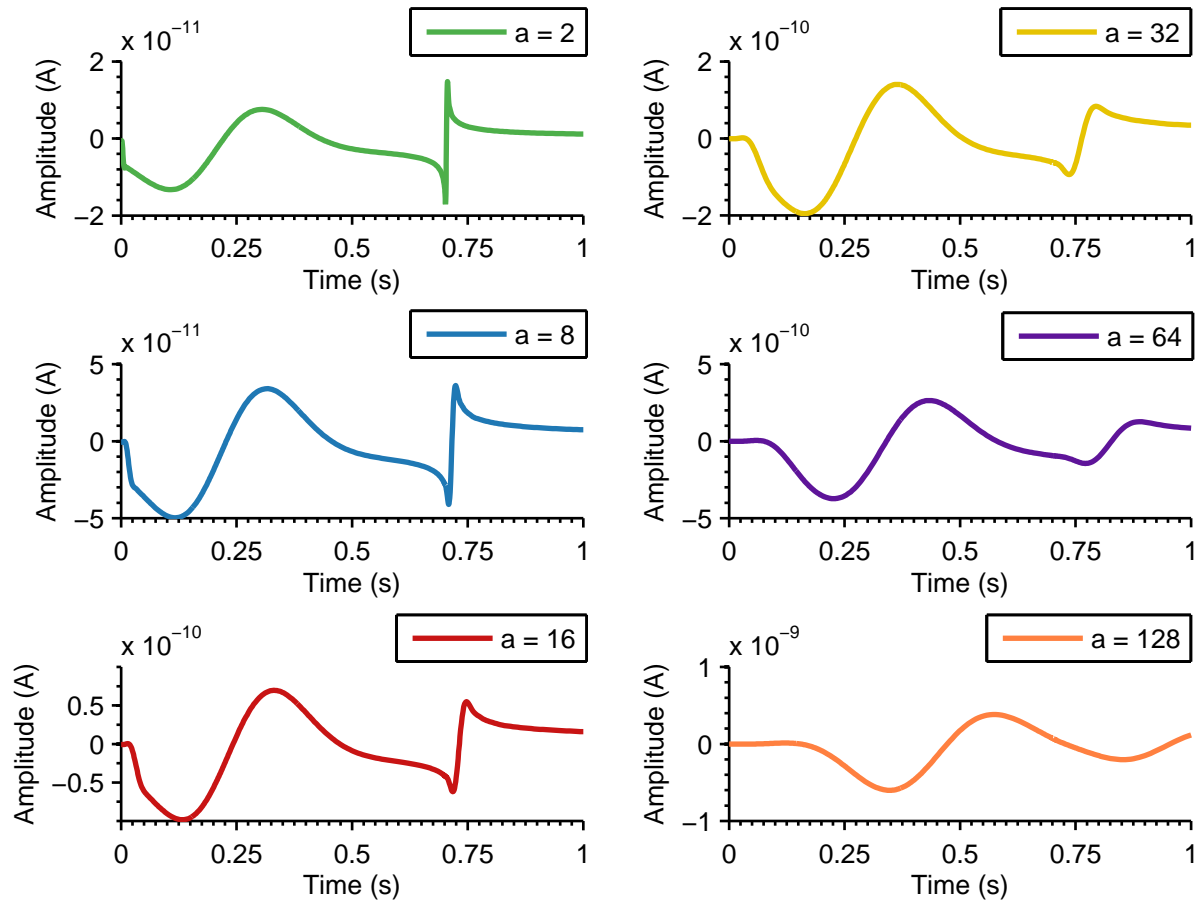 x 10⁻¹¹
a = 2
Amplitude (A)
2
0
−2
0 0.25 0.5 0.75 1
Time (s)
x 10⁻¹⁰
a = 32
Amplitude (A)
2
0
−2
0 0.25 0.5 0.75 1
Time (s)
x 10⁻¹¹
a = 8
Amplitude (A)
5
0
−5
0 0.25 0.5 0.75 1
Time (s)
x 10⁻¹⁰
a = 64
Amplitude (A)
5
0
−5
0 0.25 0.5 0.75 1
Time (s)
x 10⁻¹⁰
a = 16
Amplitude (A)
0.5
0
−0.5
0 0.25 0.5 0.75 1
Time (s)
x 10⁻⁹
a = 128
Amplitude (A)
1
0
−1
0 0.25 0.5 0.75 1
Time (s)